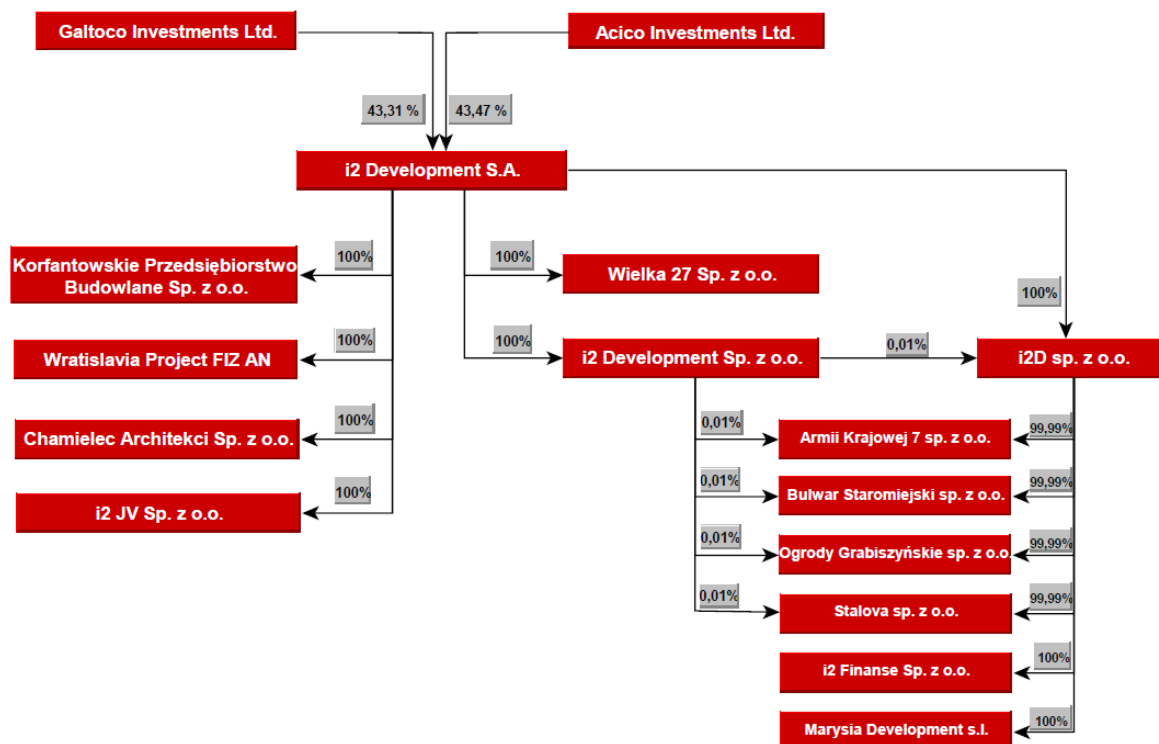 Galtoco Investments Ltd.
Acico Investments Ltd.
43,31 %
43,47 %
i2 Development S.A.
100%
Korfantowskie Przedsiębiorstwo
Budowlane Sp. z o.o.
100%
Wielka 27 Sp. z o.o.
100%
100%
Wratislavia Project FIZ AN
100%
i2 Development Sp. z o.o.
0,01%
i2D sp. z o.o.
100%
Chamielec Architekci Sp. z o.o.
0,01%
Armii Krajowej 7 sp. z o.o.
99,99%
100%
i2 JV Sp. z o.o.
0,01%
Bulwar Staromiejski sp. z o.o.
99,99%
0,01%
Ogrody Grabiszyńskie sp. z o.o.
99,99%
0,01%
Stalova sp. z o.o.
99,99%
i2 Finanse Sp. z o.o.
100%
Marysia Development s.l.
100%